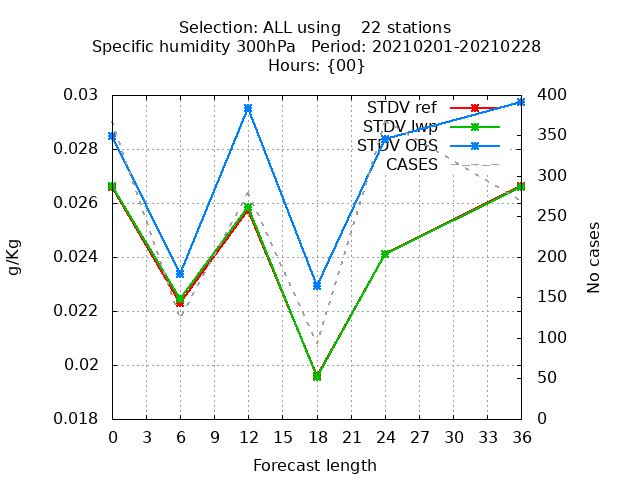 Selection: ALL using    22 stations
Specific humidity 300hPa   Period: 20210201-20210228
Hours: {00}
STDV ref
STDV lwp
STDV OBS
CASES
g/Kg
0.03
0.028
0.026
0.024
0.022
0.02
0.018
400
350
300
250
200
150
100
50
0
No cases
0 3 6 9 12 15 18 21 24 27 30 33 36
Forecast length